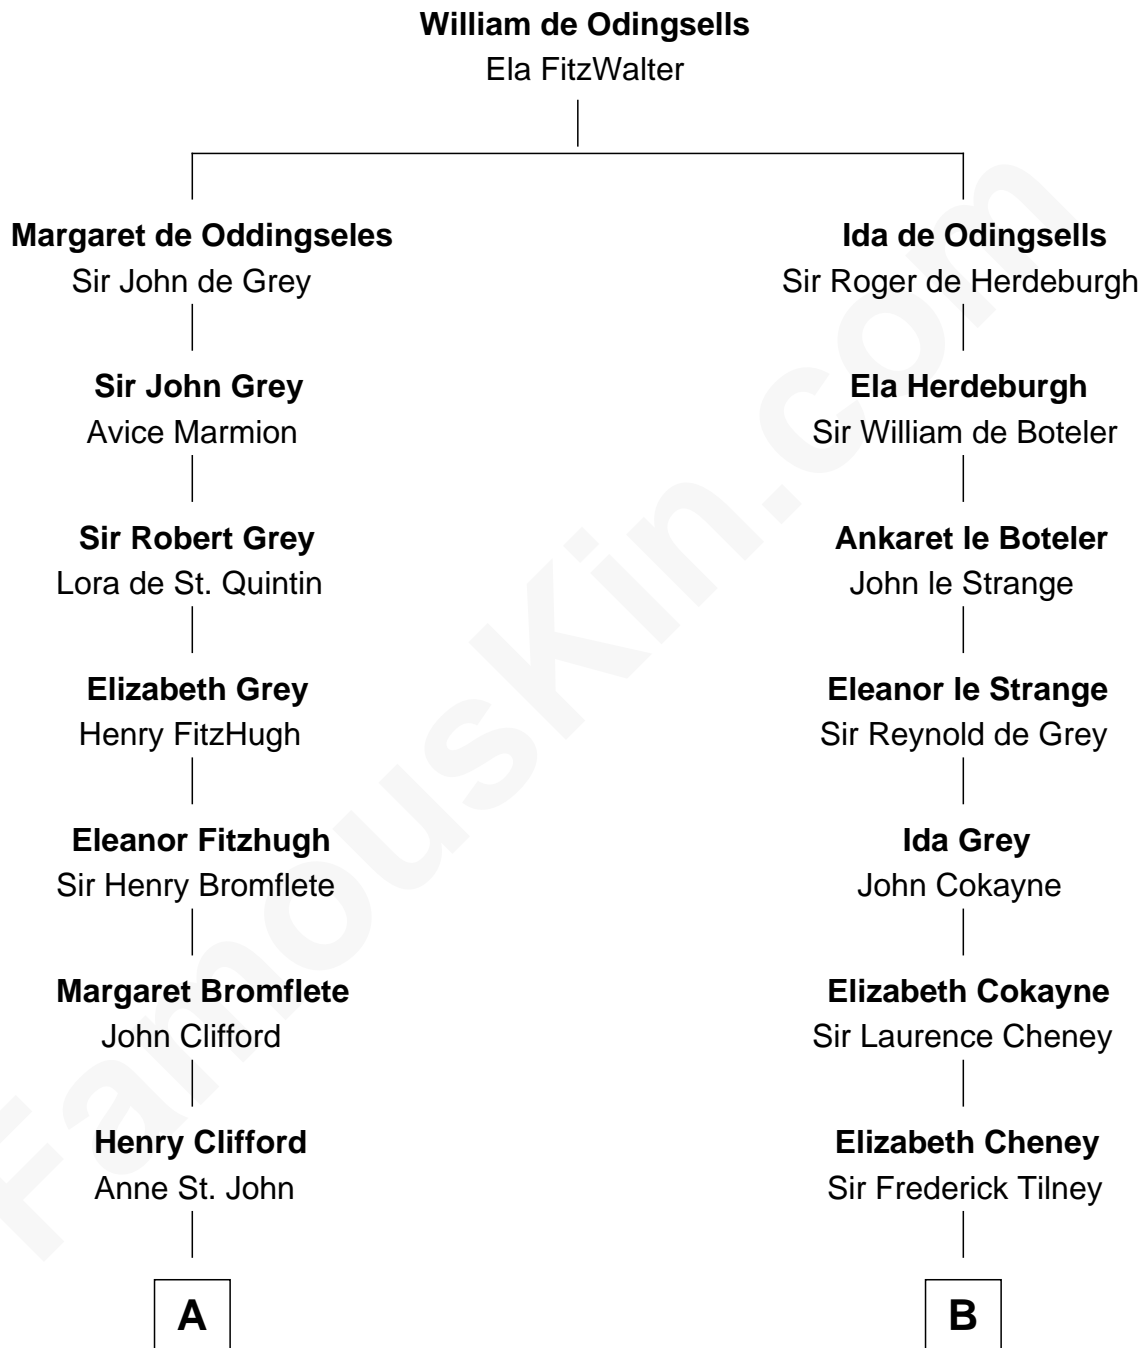 William de Odingsells
Ela FitzWalter
Margaret de Oddingseles
Sir John de Grey
Ida de Odingsells
Sir Roger de Herdeburgh
Sir John Grey
Avice Marmion
Ela Herdeburgh
Sir William de Boteler
Sir Robert Grey
Lora de St. Quintin
Ankaret le Boteler
John le Strange
Elizabeth Grey
Henry FitzHugh
Eleanor le Strange
Sir Reynold de Grey
Eleanor Fitzhugh
Sir Henry Bromflete
Ida Grey
John Cokayne
Margaret Bromflete
John Clifford
Elizabeth Cokayne
Sir Laurence Cheney
Henry Clifford
Anne St. John
Elizabeth Cheney
Sir Frederick Tilney
A
B
FamousKin.com